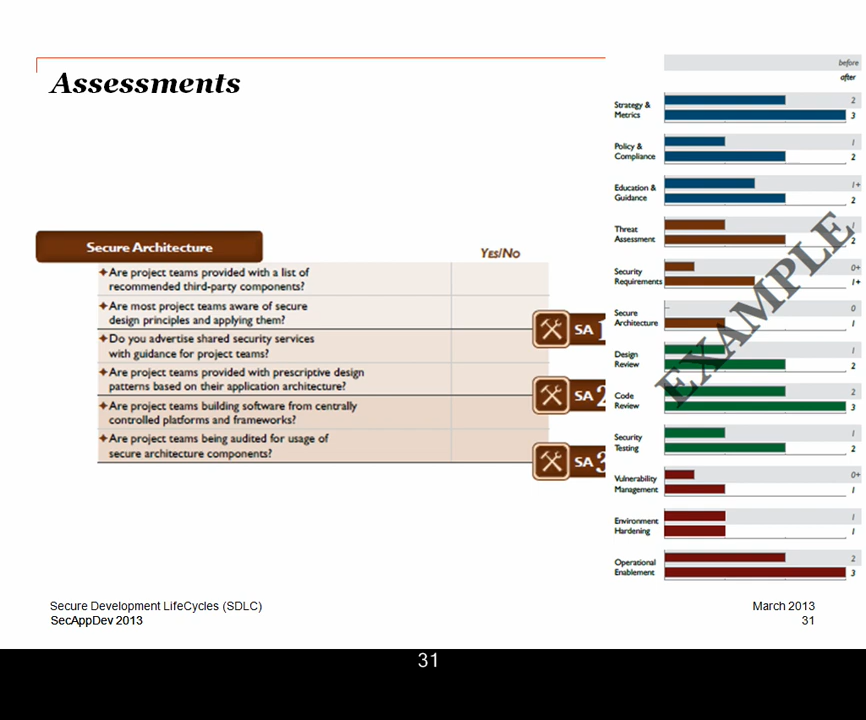 Assessments
Secure Architecture
Yes/No
Are project teams provided with a list of
recommended third-party components?
Are most project teams aware of secure
design principles and applying them?
SA 1
Do you advertise shared security services
with guidance for project teams?
Are project teams provided with prescriptive design
patterns based on their application architecture?
SA 2
Are project teams building software from centrally
controlled platforms and frameworks?
Are project teams being audited for usage of
secure architecture components?
SA 3
before
after
Strategy &
Metrics
2
3
Policy &
Compliance
1
2
Education &
Guidance
1+
2
Threat
Assessment
1
2
Security
Requirements
0+
1+
Secure
Architecture
0
1
Design
Review
1
2
Code
Review
2
3
Security
Testing
1
2
Vulnerability
Management
0+
1
Environment
Hardening
1
1
Operational
Enablement
2
3
EXAMPLE
Secure Development LifeCycles (SDLC)
SecAppDev 2013
March 2013
31
31